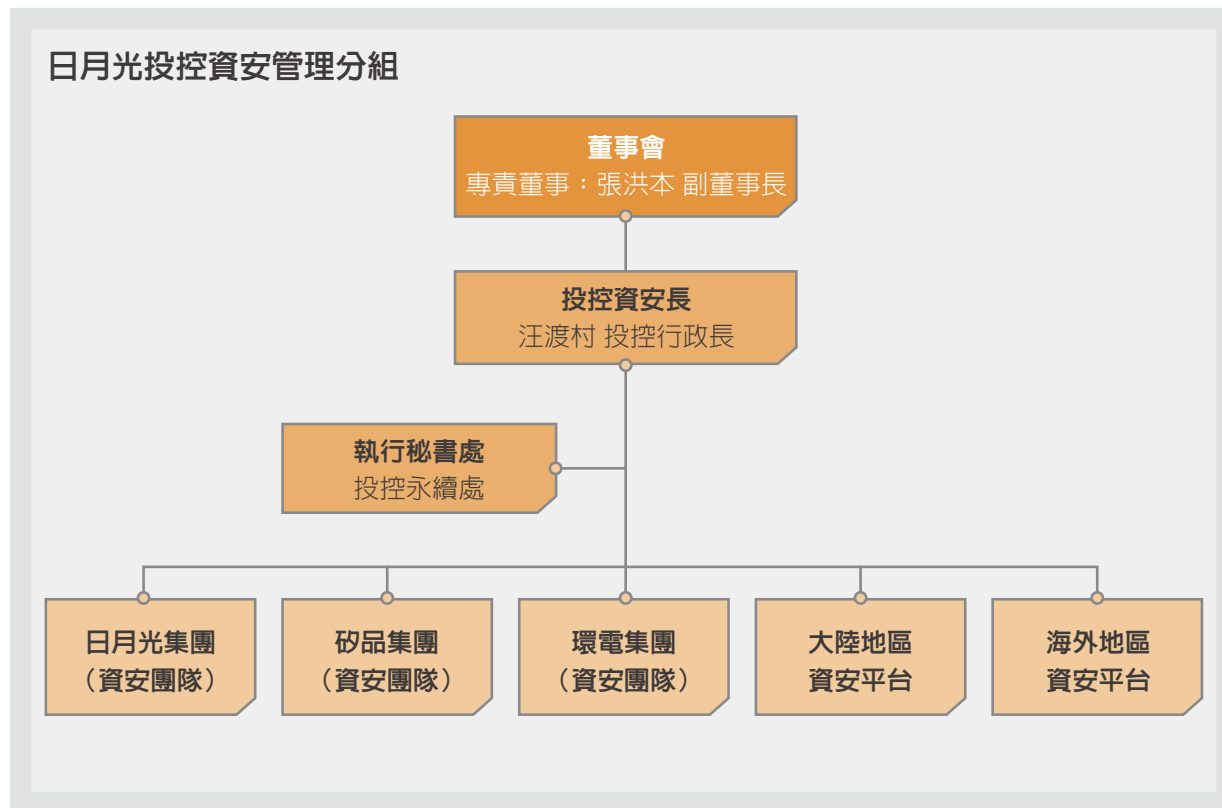 日月光投控資安管理分組
董事會
專責董事：張洪本 副董事長
投控資安長
汪渡村 投控行政長
執行秘書處
投控永續處
日月光集團
（資安團隊）
矽品集團
（資安團隊）
環電集團
（資安團隊）
大陸地區
資安平台
海外地區
資安平台